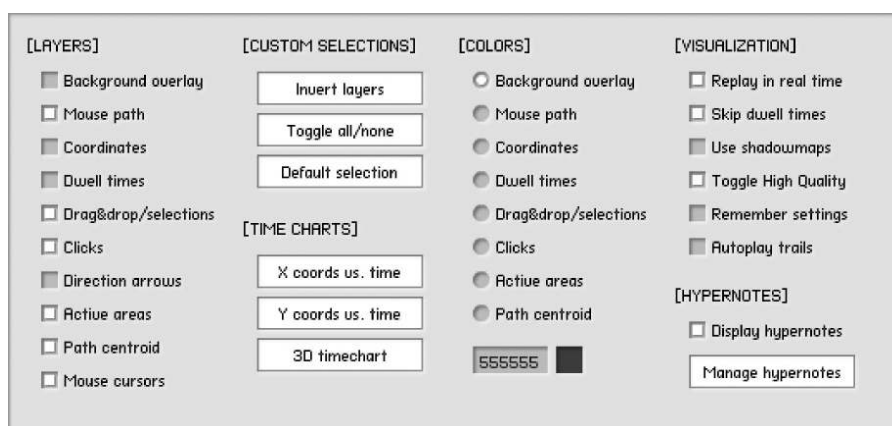 [LAYERS]
Background overlay
Mouse path
Coordinates
Dwell times
Drag&drop/selections
Clicks
Direction arrows
Active areas
Path centroid
Mouse cursors
[CUSTOM SELECTIONS]
Invert layers
Toggle all/none
Default selection
[TIME CHARTS]
X coords vs. time
Y coords vs. time
3D timechart
[COLORS]
Background overlay
Mouse path
Coordinates
Dwell times
Drag&drop/selections
Clicks
Active areas
Path centroid
555555
[VISUALIZATION]
Replay in real time
Skip dwell times
Use shadowmaps
Toggle High Quality
Remember settings
Autoplay trails
[HYPERNOTES]
Display hypernotes
Manage hypernotes